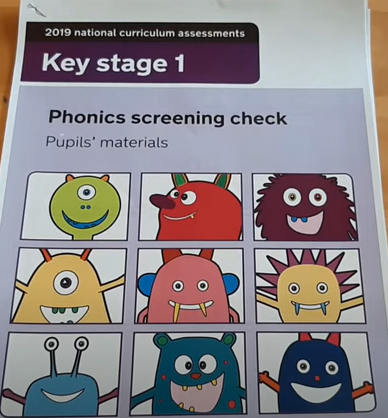 2019 national curriculum assessments
Key stage 1
Phonics screening check
Pupils' materials